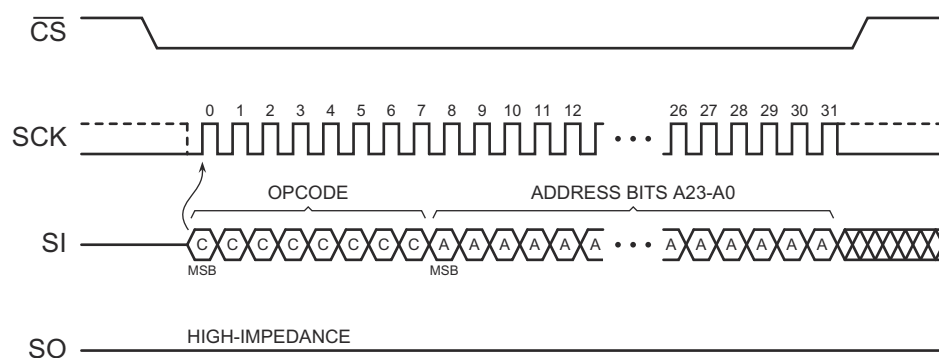 CS
0 1 2 3 4 5 6 7 8 9 10 11 12 26 27 28 29 30 31
SCK
OPCODE ADDRESS BITS A23-A0
SI C C C C C C C C A A A A A A • • • A A A A A A
MSB MSB
HIGH-IMPEDANCE
SO